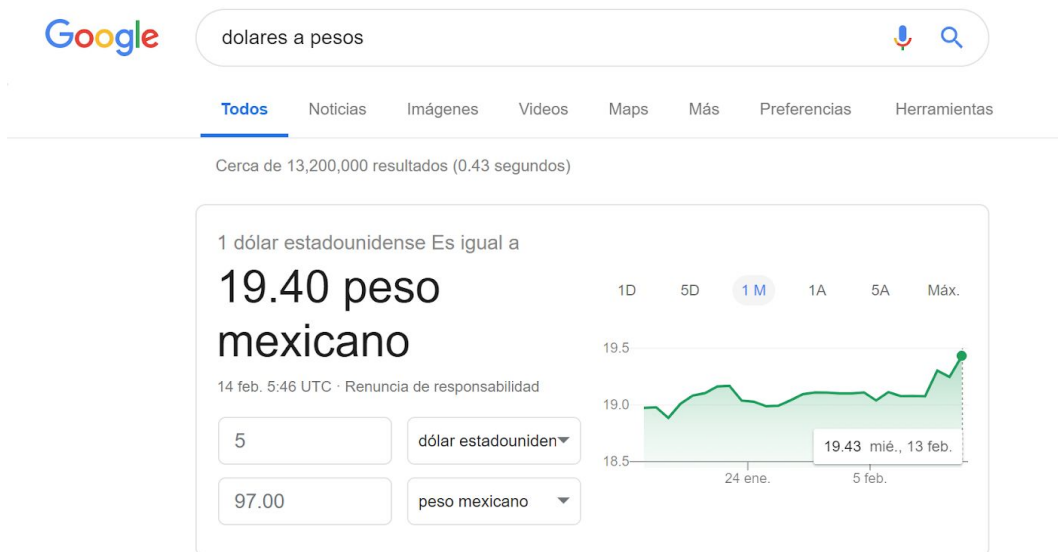 Google
dolares a pesos
Todos Noticias Imágenes Videos Maps Más Preferencias Herramientas
Cerca de 13,200,000 resultados (0.43 segundos)
1 dólar estadounidense Es igual a
19.40 peso
mexicano
14 feb. 5:46 UTC · Renuncia de responsabilidad
5 dólar estadouniden
97.00 peso mexicano
1D 5D 1 M 1A 5A Máx.
19.5
19.0
18.5
19.43 mié., 13 feb.
24 ene. 5 feb.